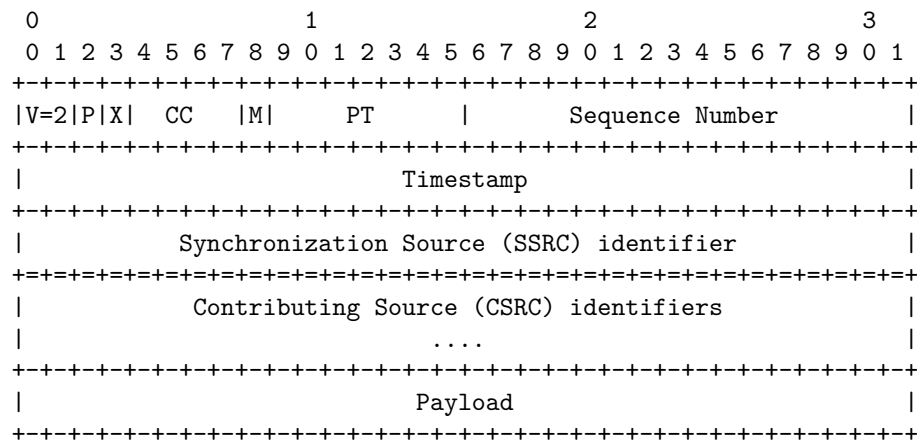 0                   1                   2                   3
0 1 2 3 4 5 6 7 8 9 0 1 2 3 4 5 6 7 8 9 0 1 2 3 4 5 6 7 8 9 0 1
+-+-+-+-+-+-+-+-+-+-+-+-+-+-+-+-+-+-+-+-+-+-+-+-+-+-+-+-+-+-+-+-+
|V=2|P|X|  CC   |M|     PT      |       Sequence Number         |
+-+-+-+-+-+-+-+-+-+-+-+-+-+-+-+-+-+-+-+-+-+-+-+-+-+-+-+-+-+-+-+-+
|                           Timestamp                           |
+-+-+-+-+-+-+-+-+-+-+-+-+-+-+-+-+-+-+-+-+-+-+-+-+-+-+-+-+-+-+-+-+
|           Synchronization Source (SSRC) identifier            |
+=+=+=+=+=+=+=+=+=+=+=+=+=+=+=+=+=+=+=+=+=+=+=+=+=+=+=+=+=+=+=+=+
|            Contributing Source (CSRC) identifiers             |
|                             ....                              |
+-+-+-+-+-+-+-+-+-+-+-+-+-+-+-+-+-+-+-+-+-+-+-+-+-+-+-+-+-+-+-+-+
|                            Payload                            |
+-+-+-+-+-+-+-+-+-+-+-+-+-+-+-+-+-+-+-+-+-+-+-+-+-+-+-+-+-+-+-+-+